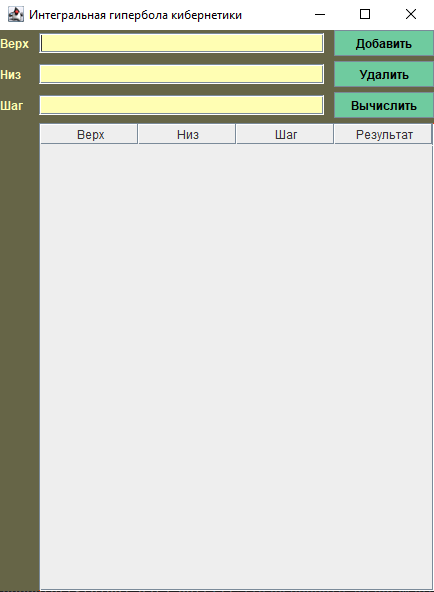 Интегральная гипербола кибернетики
Верх Добавить
Низ Удалить
Шаг Вычислить
Верх Низ Шаг Результат